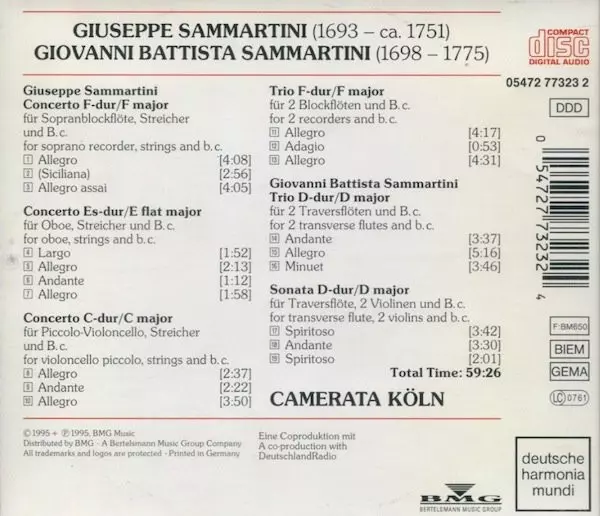 GIUSEPPE SAMMARTINI (1693 – ca. 1751)
GIOVANNI BATTISTA SAMMARTINI (1698 – 1775)
COMPACT
disc
DIGITAL AUDIO
05472 77323 2
DDD
Giuseppe Sammartini
Concerto F-dur/F major
für Sopranblockflöte, Streicher
und B. c.
for soprano recorder, strings and b. c.
1 Allegro [4:08]
2 (Siciliana) [2:56]
3 Allegro assai [4:05]
Concerto Es-dur/E flat major
für Oboe, Streicher und B. c.
for oboe, strings and b. c.
4 Largo [1:52]
5 Allegro [2:13]
6 Andante [1:12]
7 Allegro [1:58]
Concerto C-dur/C major
für Piccolo-Violoncello, Streicher
und B. c.
for violoncello piccolo, strings and b. c.
8 Allegro [2:37]
9 Andante [2:22]
10 Allegro [3:50]
Trio F-dur/F major
für 2 Blockflöten und B. c.
for 2 recorders and b. c.
11 Allegro [4:17]
12 Adagio [0:53]
13 Allegro [4:31]
Giovanni Battista Sammartini
Trio D-dur/D major
für 2 Traversflöten und B. c.
for 2 transverse flutes and b. c.
14 Andante [3:37]
15 Allegro [5:16]
16 Minuet [3:46]
Sonata D-dur/D major
für Traversflöte, 2 Violinen und B. c.
for transverse flute, 2 violins and b. c.
17 Spiritoso [3:42]
18 Andante [3:30]
19 Spiritoso [2:01]
Total Time: 59:26
CAMERATA KÖLN
0 54727 73232 4
F: BM650
BIEM
GEMA
LC 0761
© 1995 + ℗ 1995, BMG Music
Distributed by BMG · A Bertelsmann Music Group Company
All trademarks and logos are protected · Printed in Germany
Eine Coproduktion mit
A co-production with
DeutschlandRadio
BMG
BERTELSMANN MUSIC GROUP
deutsche
harmonia
mundi